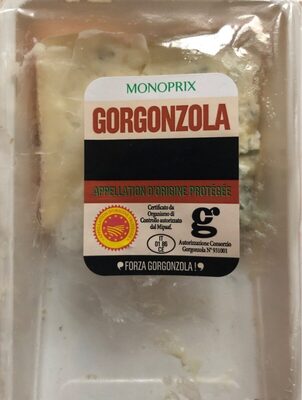 MONOPRIX
GORGONZOLA
APPELLATION D'ORIGINE PROTÉGÉE
Certificato da
Organismo di
Controllo autorizzato
dal Mipaaf.
IT
01 86
CE
g
Autorizzazione Consorzio
Gorgonzola N° 931001
FORZA GORGONZOLA !